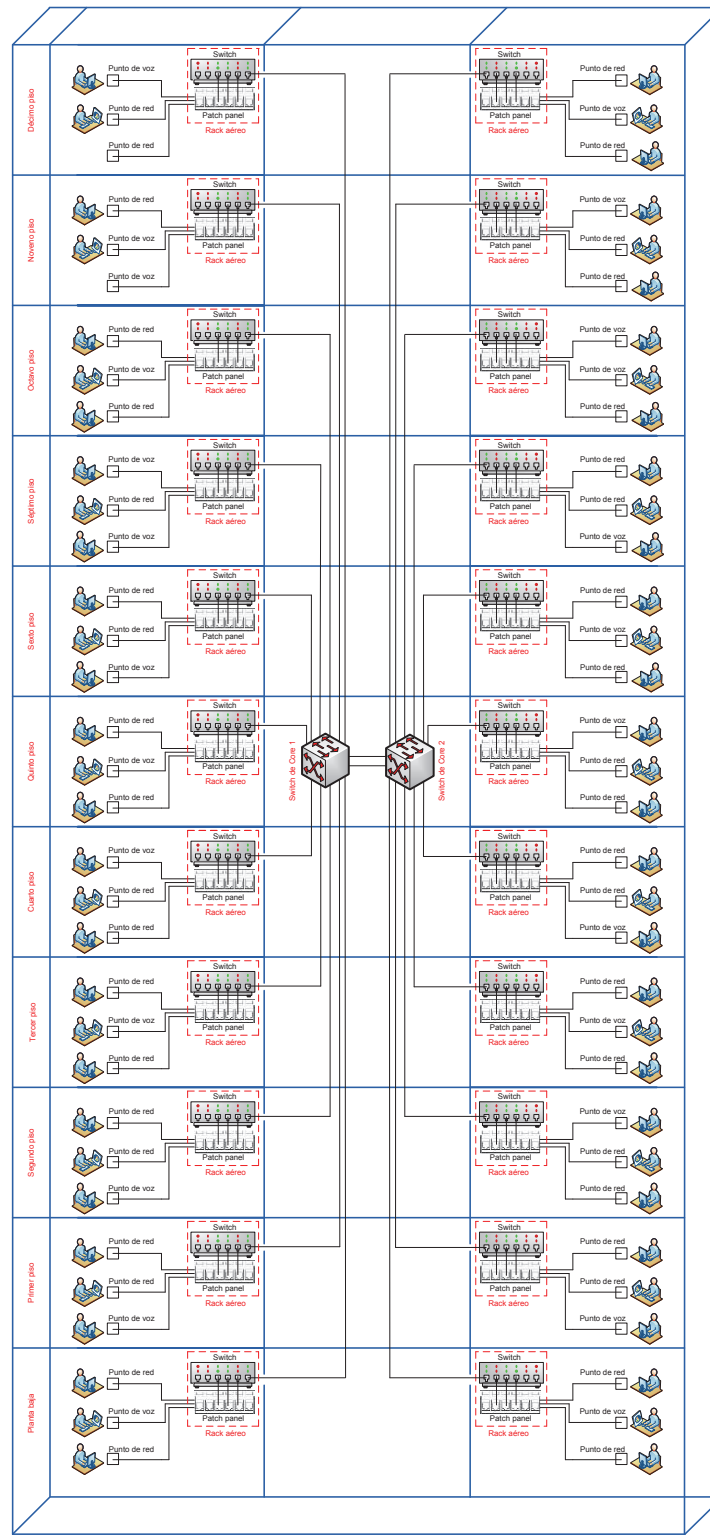 Décimo piso
Punto de voz
Punto de red
Punto de red
Switch
Patch panel
Rack aéreo
Switch
Patch panel
Rack aéreo
Punto de red
Punto de voz
Punto de red
Noveno piso
Punto de red
Punto de voz
Punto de voz
Switch
Patch panel
Rack aéreo
Switch
Patch panel
Rack aéreo
Punto de voz
Punto de red
Punto de red
Octavo piso
Punto de red
Punto de voz
Punto de red
Switch
Patch panel
Rack aéreo
Switch
Patch panel
Rack aéreo
Punto de voz
Punto de red
Punto de red
Séptimo piso
Punto de voz
Punto de red
Punto de voz
Switch
Patch panel
Rack aéreo
Switch
Patch panel
Rack aéreo
Punto de red
Punto de red
Punto de voz
Sexto piso
Punto de red
Punto de red
Punto de voz
Switch
Patch panel
Rack aéreo
Switch
Patch panel
Rack aéreo
Punto de red
Punto de voz
Punto de red
Quinto piso
Punto de red
Punto de voz
Punto de red
Switch
Patch panel
Rack aéreo
Switch de Core 1
Switch de Core 2
Switch
Patch panel
Rack aéreo
Punto de voz
Punto de red
Punto de red
Cuarto piso
Punto de voz
Punto de red
Punto de red
Switch
Patch panel
Rack aéreo
Switch
Patch panel
Rack aéreo
Punto de red
Punto de red
Punto de voz
Tercer piso
Punto de red
Punto de voz
Punto de red
Switch
Patch panel
Rack aéreo
Switch
Patch panel
Rack aéreo
Punto de red
Punto de voz
Punto de red
Segundo piso
Punto de red
Punto de red
Punto de voz
Switch
Patch panel
Rack aéreo
Switch
Patch panel
Rack aéreo
Punto de voz
Punto de red
Punto de red
Primer piso
Punto de red
Punto de red
Punto de voz
Switch
Patch panel
Rack aéreo
Switch
Patch panel
Rack aéreo
Punto de red
Punto de red
Punto de voz
Planta baja
Punto de red
Punto de voz
Punto de red
Switch
Patch panel
Rack aéreo
Switch
Patch panel
Rack aéreo
Punto de red
Punto de voz
Punto de red